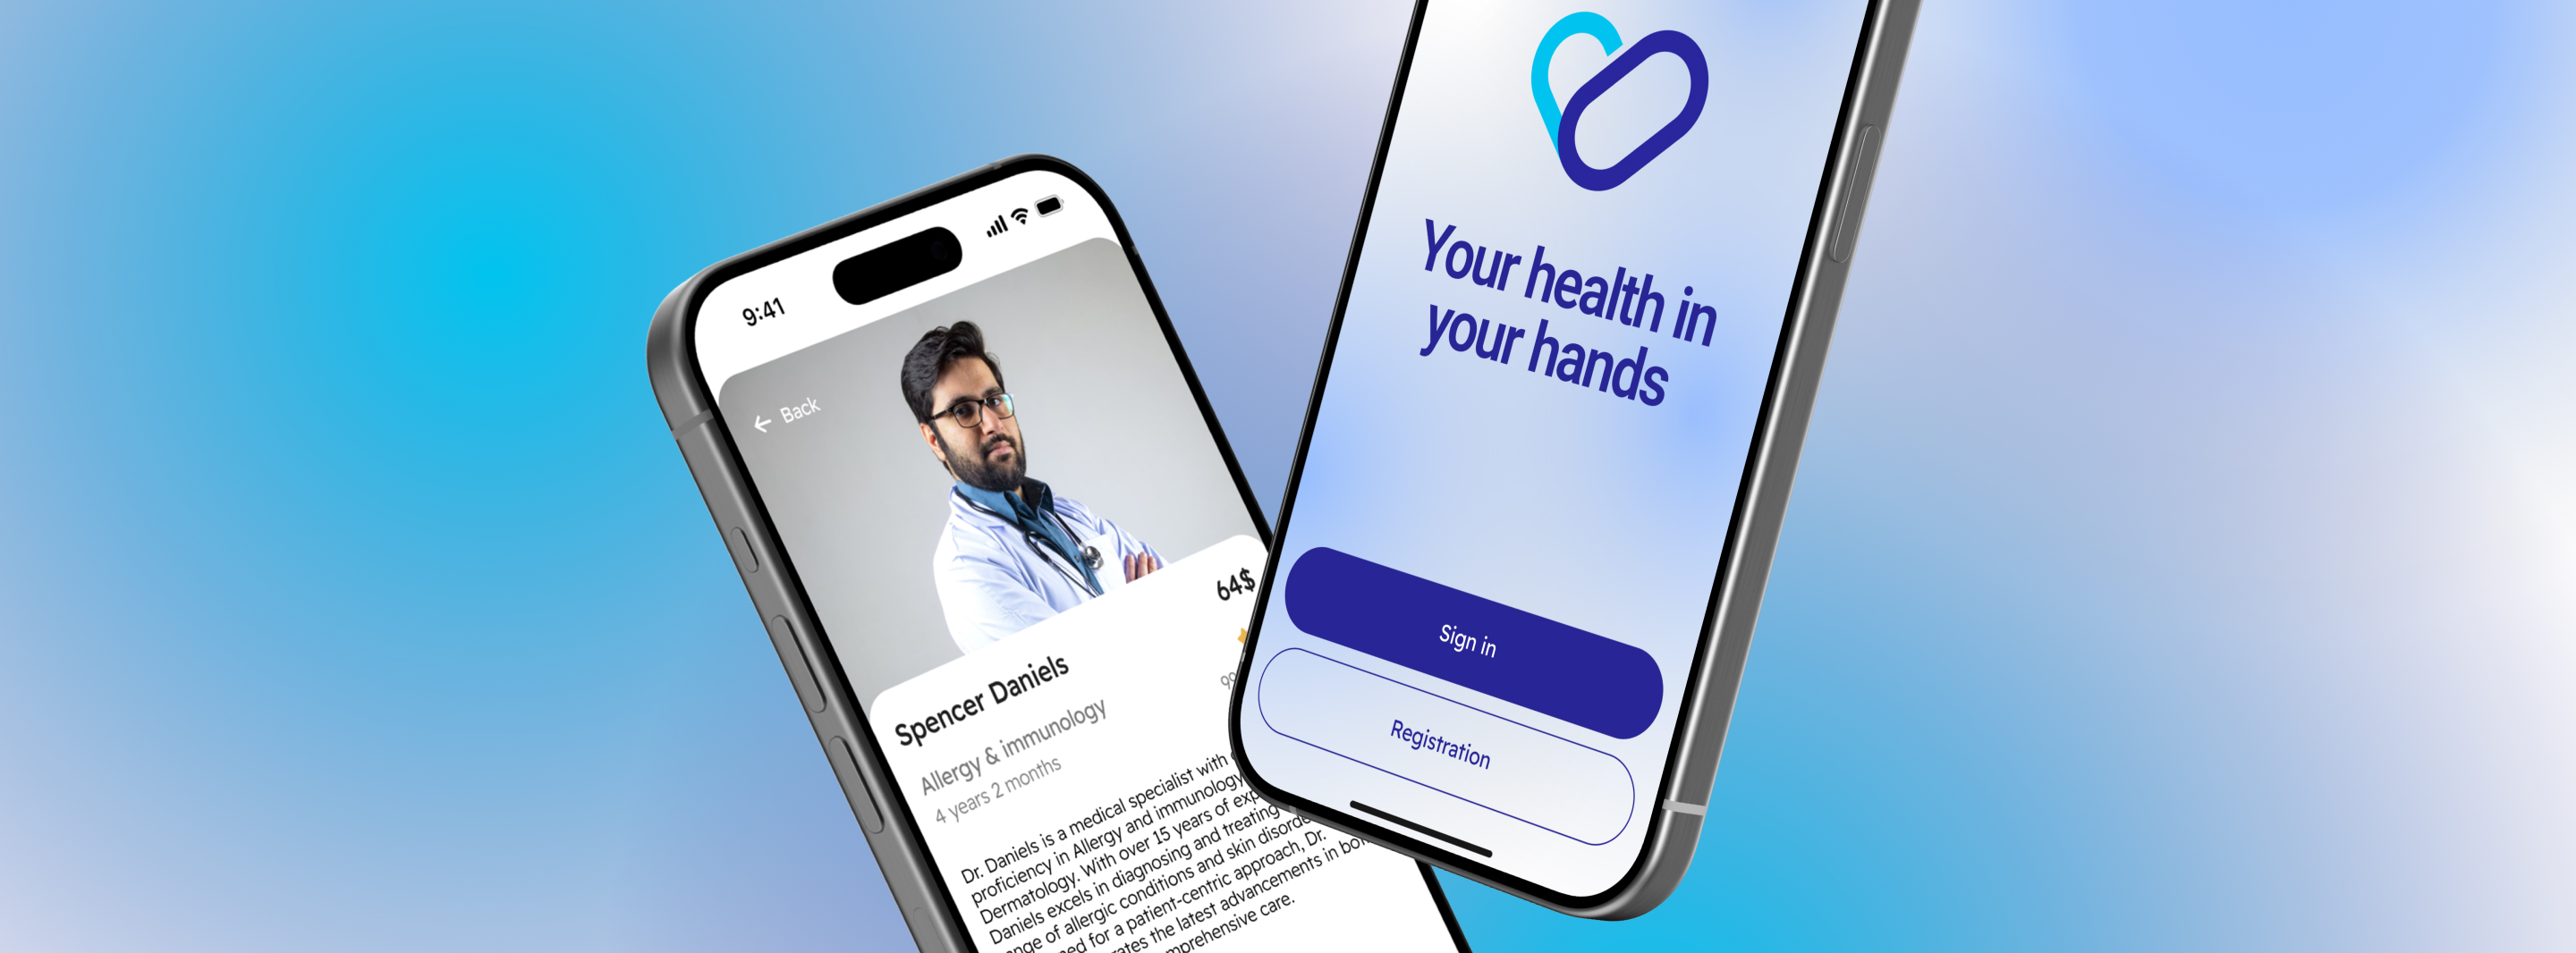 9:41
Back
64$
Spencer Daniels
Allergy & immunology
4 years 2 months
Dr. Daniels is a medical specialist with
proficiency in Allergy and immunology
Dermatology. With over 15 years of
Daniels excels in diagnosing and treating
of allergic conditions and skin
for a patient-centric approach, Dr.
the latest advancements in
care.
Your health in
your hands
Sign in
Registration